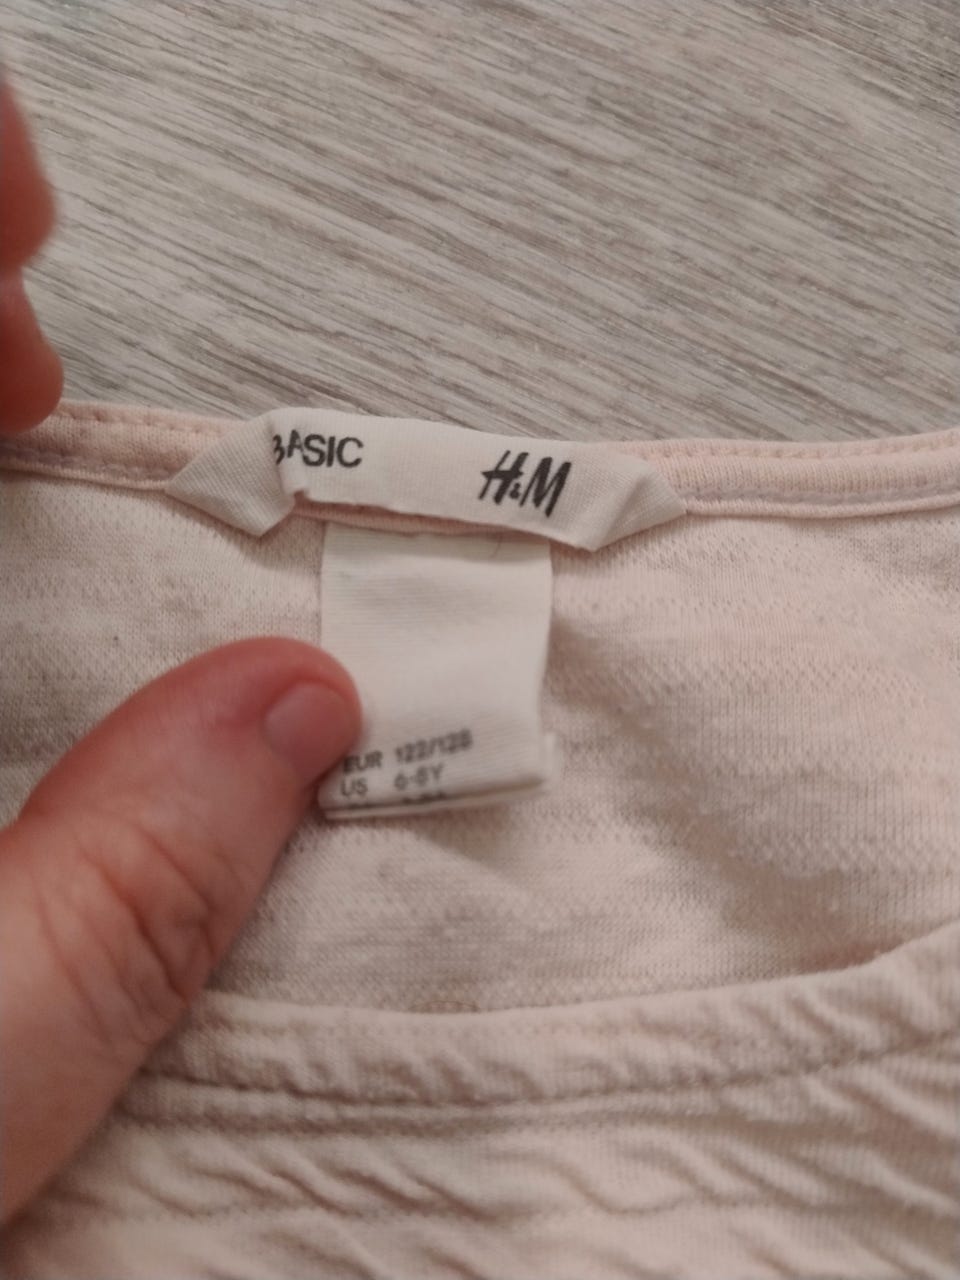 BASIC H&M
EUR 122/128
US 6-8Y